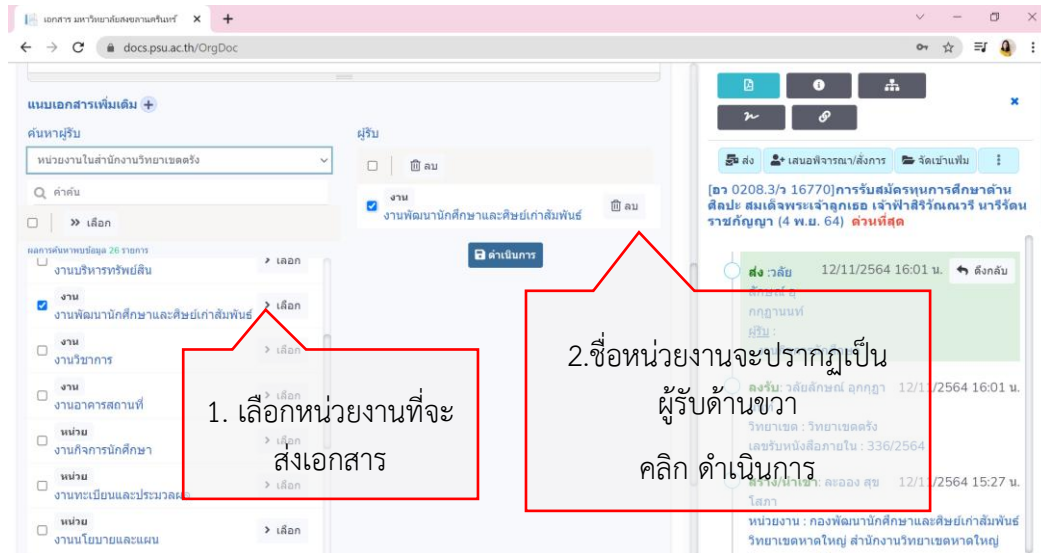 เอกสาร มหาวิทยาลัยสงขลานครินทร์
docs.psu.ac.th/OrgDoc
แนบเอกสารเพิ่มเติม
ค้นหาผู้รับ
หน่วยงานในสำนักงานวิทยาเขตตรัง
คำค้น
เลือก
ผลการค้นหาพบข้อมูล 26 รายการ
งานบริหารทรัพย์สิน
เลือก
งาน
งานพัฒนานักศึกษาและศิษย์เก่าสัมพันธ์
เลือก
งาน
งานวิชาการ
เลือก
งาน
งานอาคารสถานที่
เลือก
หน่วย
งานกิจการนักศึกษา
เลือก
หน่วย
งานทะเบียนและประมวลผล
เลือก
หน่วย
งานนโยบายและแผน
เลือก
ผู้รับ
ลบ
งาน
งานพัฒนานักศึกษาและศิษย์เก่าสัมพันธ์
ลบ
ดำเนินการ
1. เลือกหน่วยงานที่จะ
ส่งเอกสาร
2.ชื่อหน่วยงานจะปรากฏเป็น
ผู้รับด้านขวา
คลิก ดำเนินการ
ส่ง เสนอพิจารณา/สั่งการ จัดเข้าแฟ้ม
[อว 0208.3/ว 16770]การรับสมัครทุนการศึกษาด้าน
ศิลปะ สมเด็จพระเจ้าลูกเธอ เจ้าฟ้าสิริวัณณวรี นารีรัตน
ราชกัญญา (4 พ.ย. 64) ด่วนที่สุด
ส่ง :วลัย 12/11/2564 16:01 น. ดึงกลับ
ผู้รับ :
ลงรับ: วลัยลักษณ์ 12/11/2564 16:01 น.
วิทยาเขต : วิทยาเขตตรัง
เลขรับหนังสือภายใน : 336/2564
สร้าง/นำเข้า: ละออง สุข 12/11/2564 15:27 น.
โสภา
หน่วยงาน : กองพัฒนานักศึกษาและศิษย์เก่าสัมพันธ์
วิทยาเขตหาดใหญ่ สำนักงานวิทยาเขตหาดใหญ่